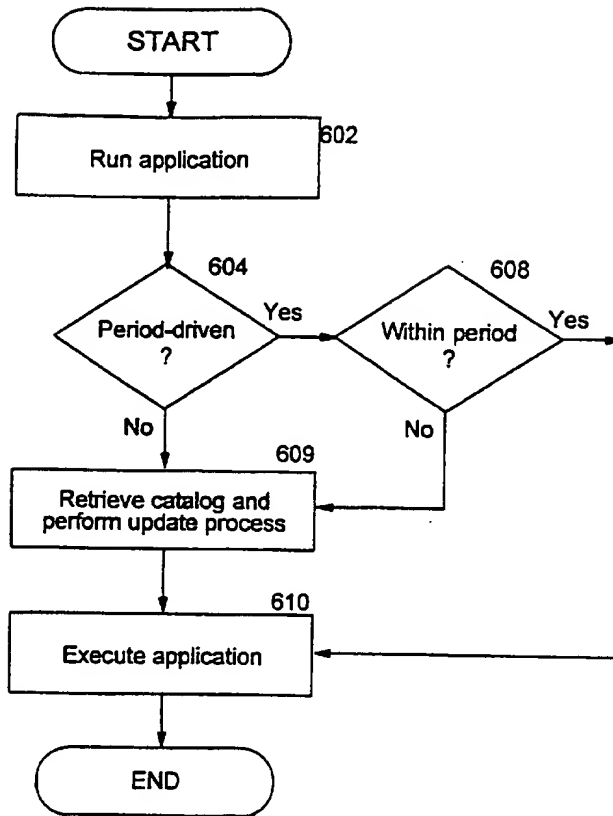 START
602
Run application
604
Period-driven
?
Yes
608
Within period
?
Yes
No
No
609
Retrieve catalog and
perform update process
610
Execute application
END